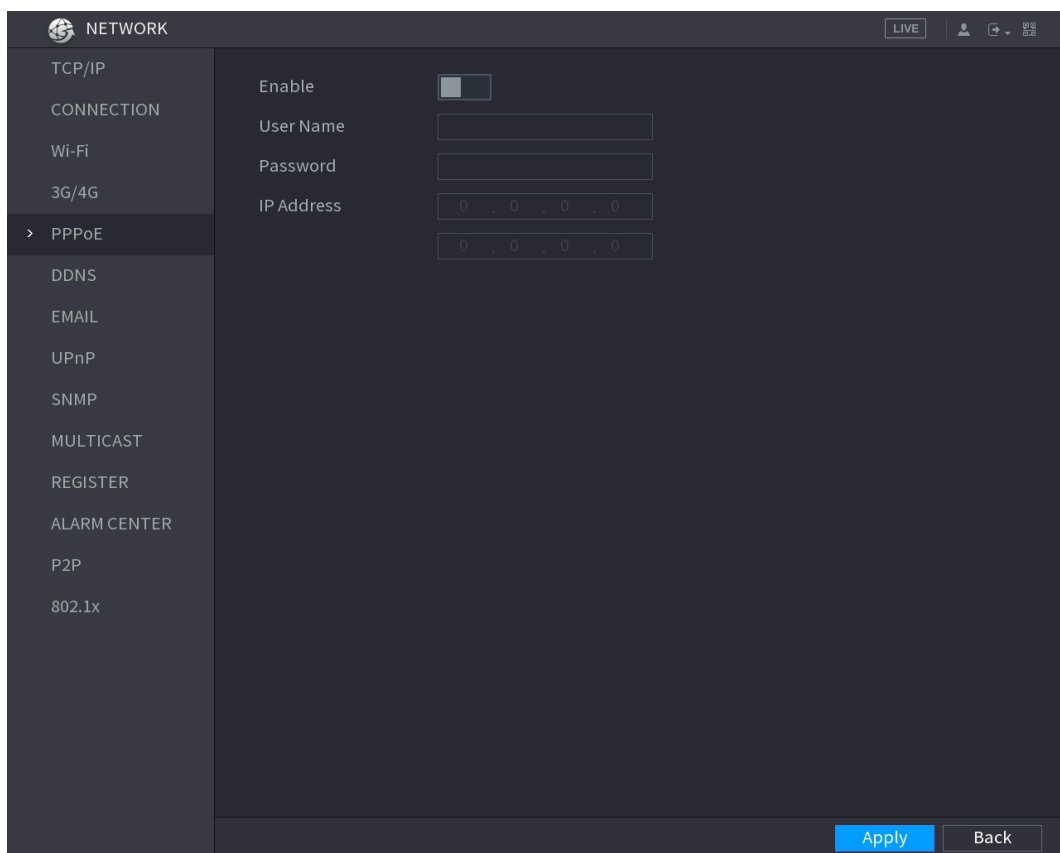 NETWORK
LIVE
TCP/IP
CONNECTION
Wi-Fi
3G/4G
PPPoE
DDNS
EMAIL
UPnP
SNMP
MULTICAST
REGISTER
ALARM CENTER
P2P
802.1x
Enable
User Name
Password
IP Address 0 . 0 . 0 . 0
0 . 0 . 0 . 0
Apply Back